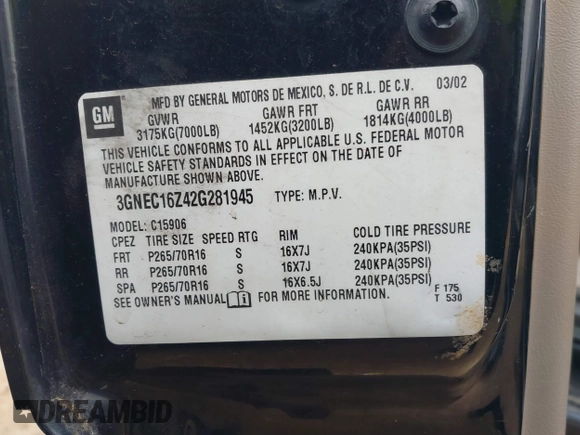 GM
MFD BY GENERAL MOTORS DE MEXICO, S. DE R.L. DE C.V. 03/02
GVWR GAWR FRT GAWR RR
3175KG(7000LB) 1452KG(3200LB) 1814KG(4000LB)
THIS VEHICLE CONFORMS TO ALL APPLICABLE U.S. FEDERAL MOTOR
VEHICLE SAFETY STANDARDS IN EFFECT ON THE DATE OF
MANUFACTURE SHOWN ABOVE.
3GNEC16Z42G281945 TYPE: M.P.V.
MODEL: C15906
CPEZ TIRE SIZE SPEED RTG RIM COLD TIRE PRESSURE
FRT P265/70R16 S 16X7J 240KPA(35PSI)
RR P265/70R16 S 16X7J 240KPA(35PSI)
SPA P265/70R16 S 16X6.5J 240KPA(35PSI)
SEE OWNER'S MANUAL FOR MORE INFORMATION. F 175
T 530
DREAMBID